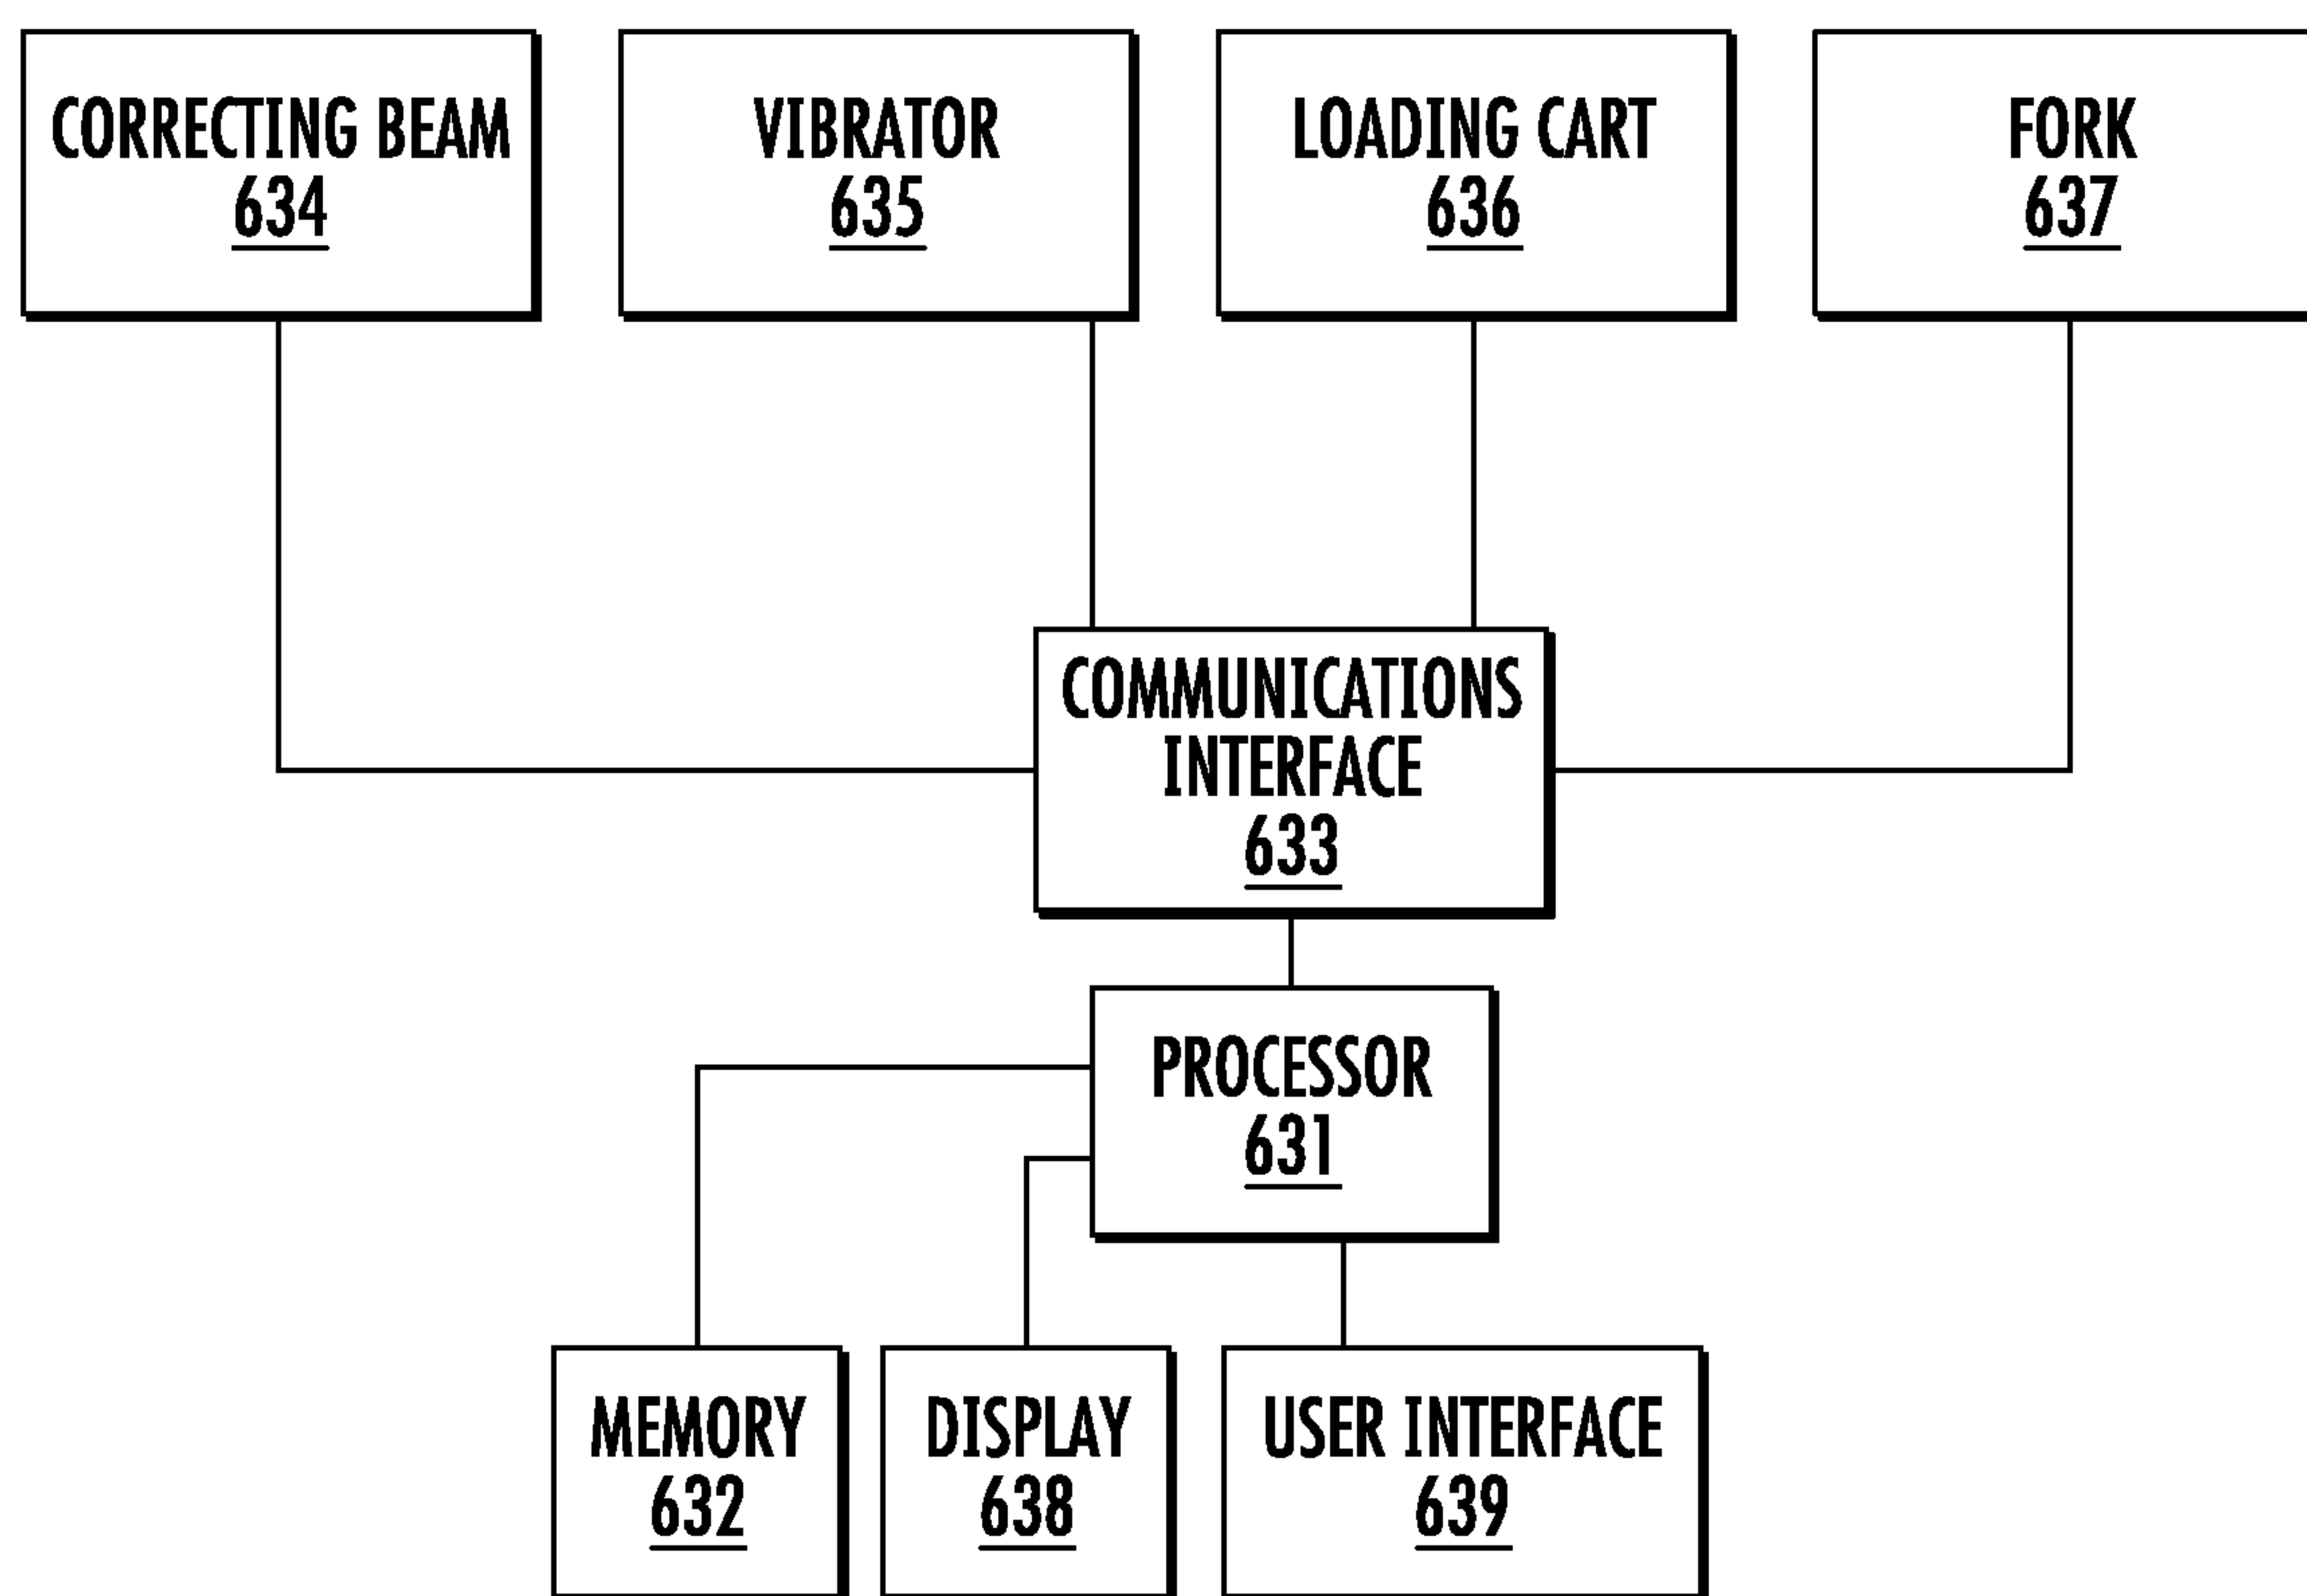 CORRECTING BEAM
634
VIBRATOR
635
LOADING CART
636
FORK
637
COMMUNICATIONS
INTERFACE
633
PROCESSOR
631
MEMORY
632
DISPLAY
638
USER INTERFACE
639